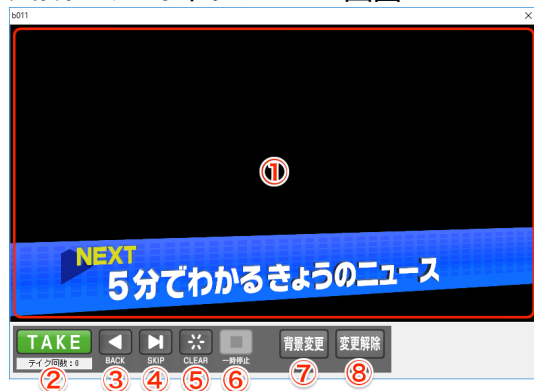 b011
①
NEXT
5分でわかるきょうのニュース
TAKE
テイク回数：0
BACK
SKIP
CLEAR
一時停止
背景変更
変更解除
② ③ ④ ⑤ ⑥ ⑦ ⑧